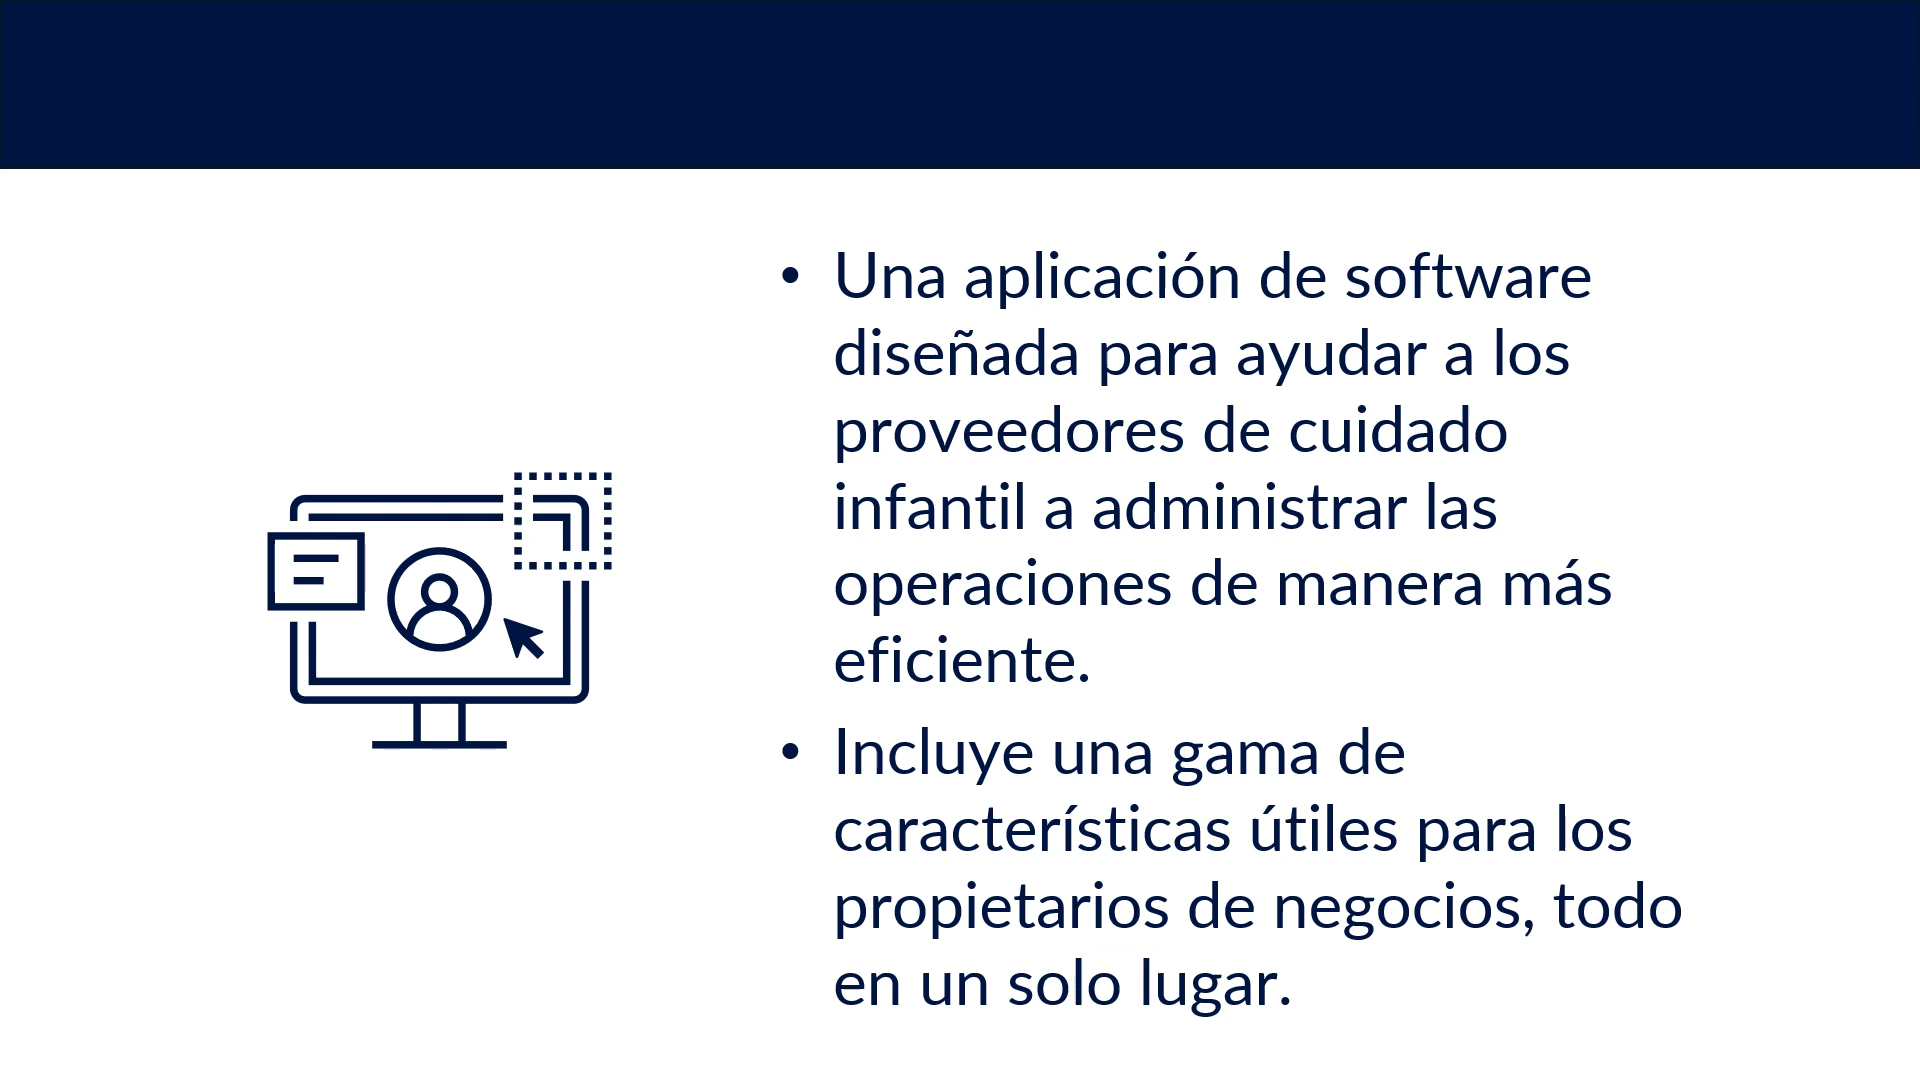 • Una aplicación de software
diseñada para ayudar a los
proveedores de cuidado
infantil a administrar las
operaciones de manera más
eficiente.
• Incluye una gama de
características útiles para los
propietarios de negocios, todo
en un solo lugar.